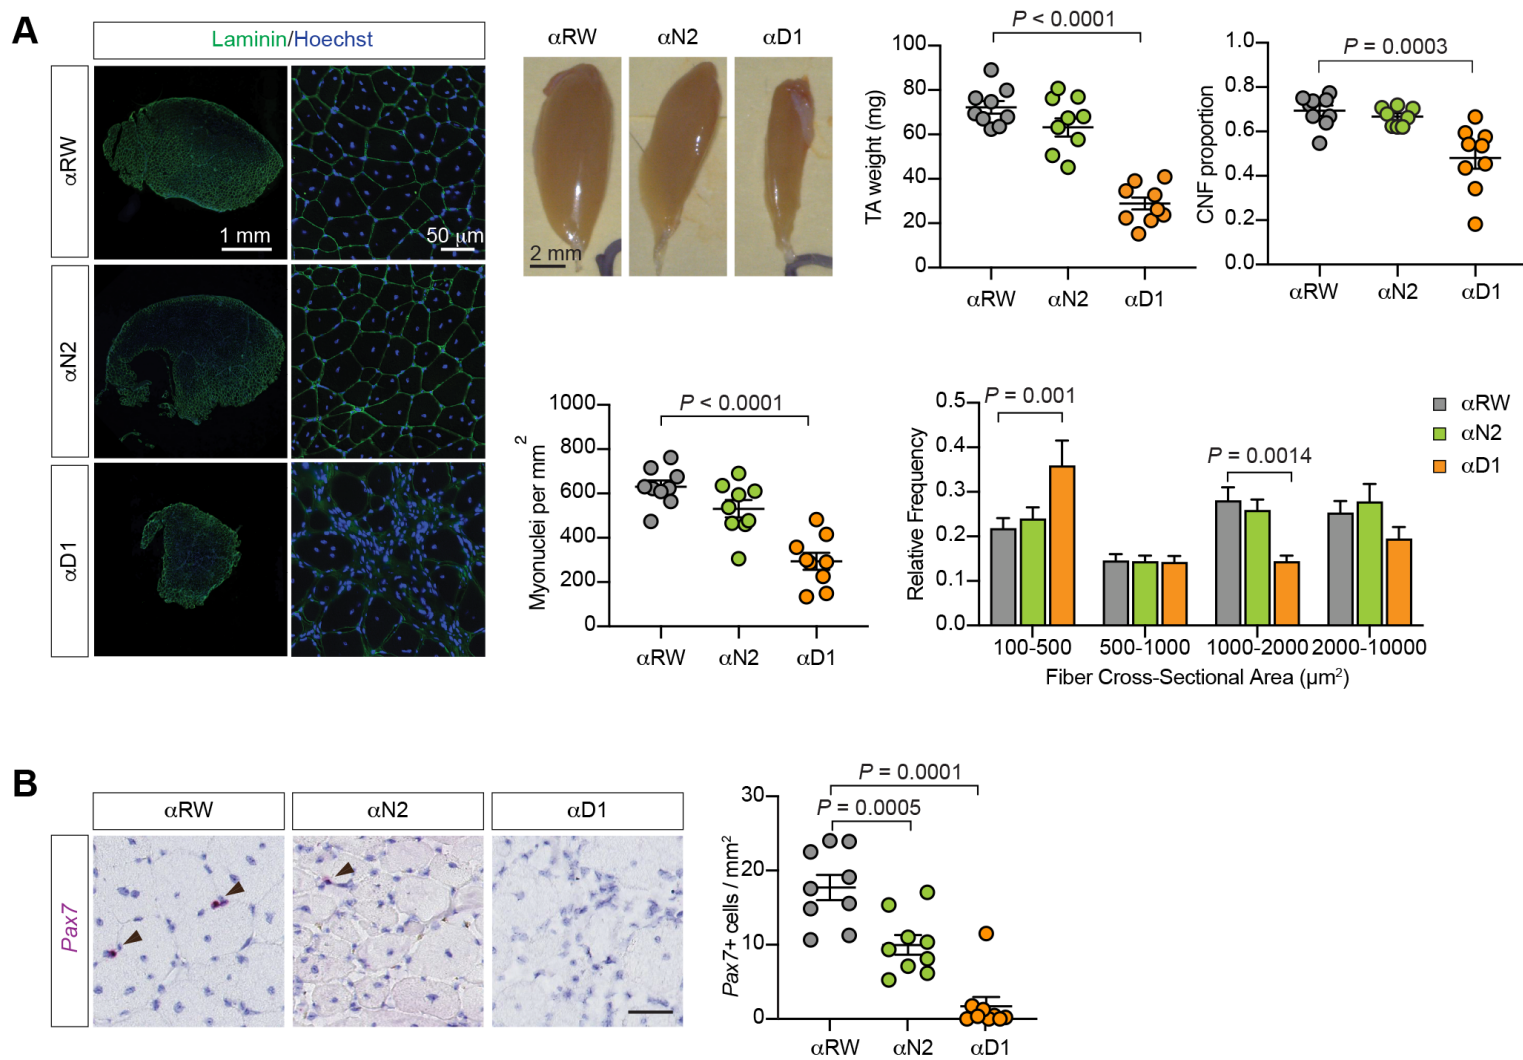 A
Laminin/Hoechst
αRW
1 mm
50 μm
αN2
αD1
αRW αN2 αD1
2 mm
P < 0.0001
TA weight (mg)
100
80
60
40
20
0
αRW αN2 αD1
P = 0.0003
CNF proportion
1.0
0.8
0.6
0.4
0.2
0.0
αRW αN2 αD1
P < 0.0001
Myonuclei per mm²
1000
800
600
400
200
0
αRW αN2 αD1
P = 0.001
P = 0.0014
Relative Frequency
0.5
0.4
0.3
0.2
0.1
0.0
100-500 500-1000 1000-2000 2000-10000
Fiber Cross-Sectional Area (µm²)
αRW
αN2
αD1
B
αRW αN2 αD1
Pax7
P = 0.0001
P = 0.0005
Pax7+ cells / mm²
30
20
10
0
αRW αN2 αD1